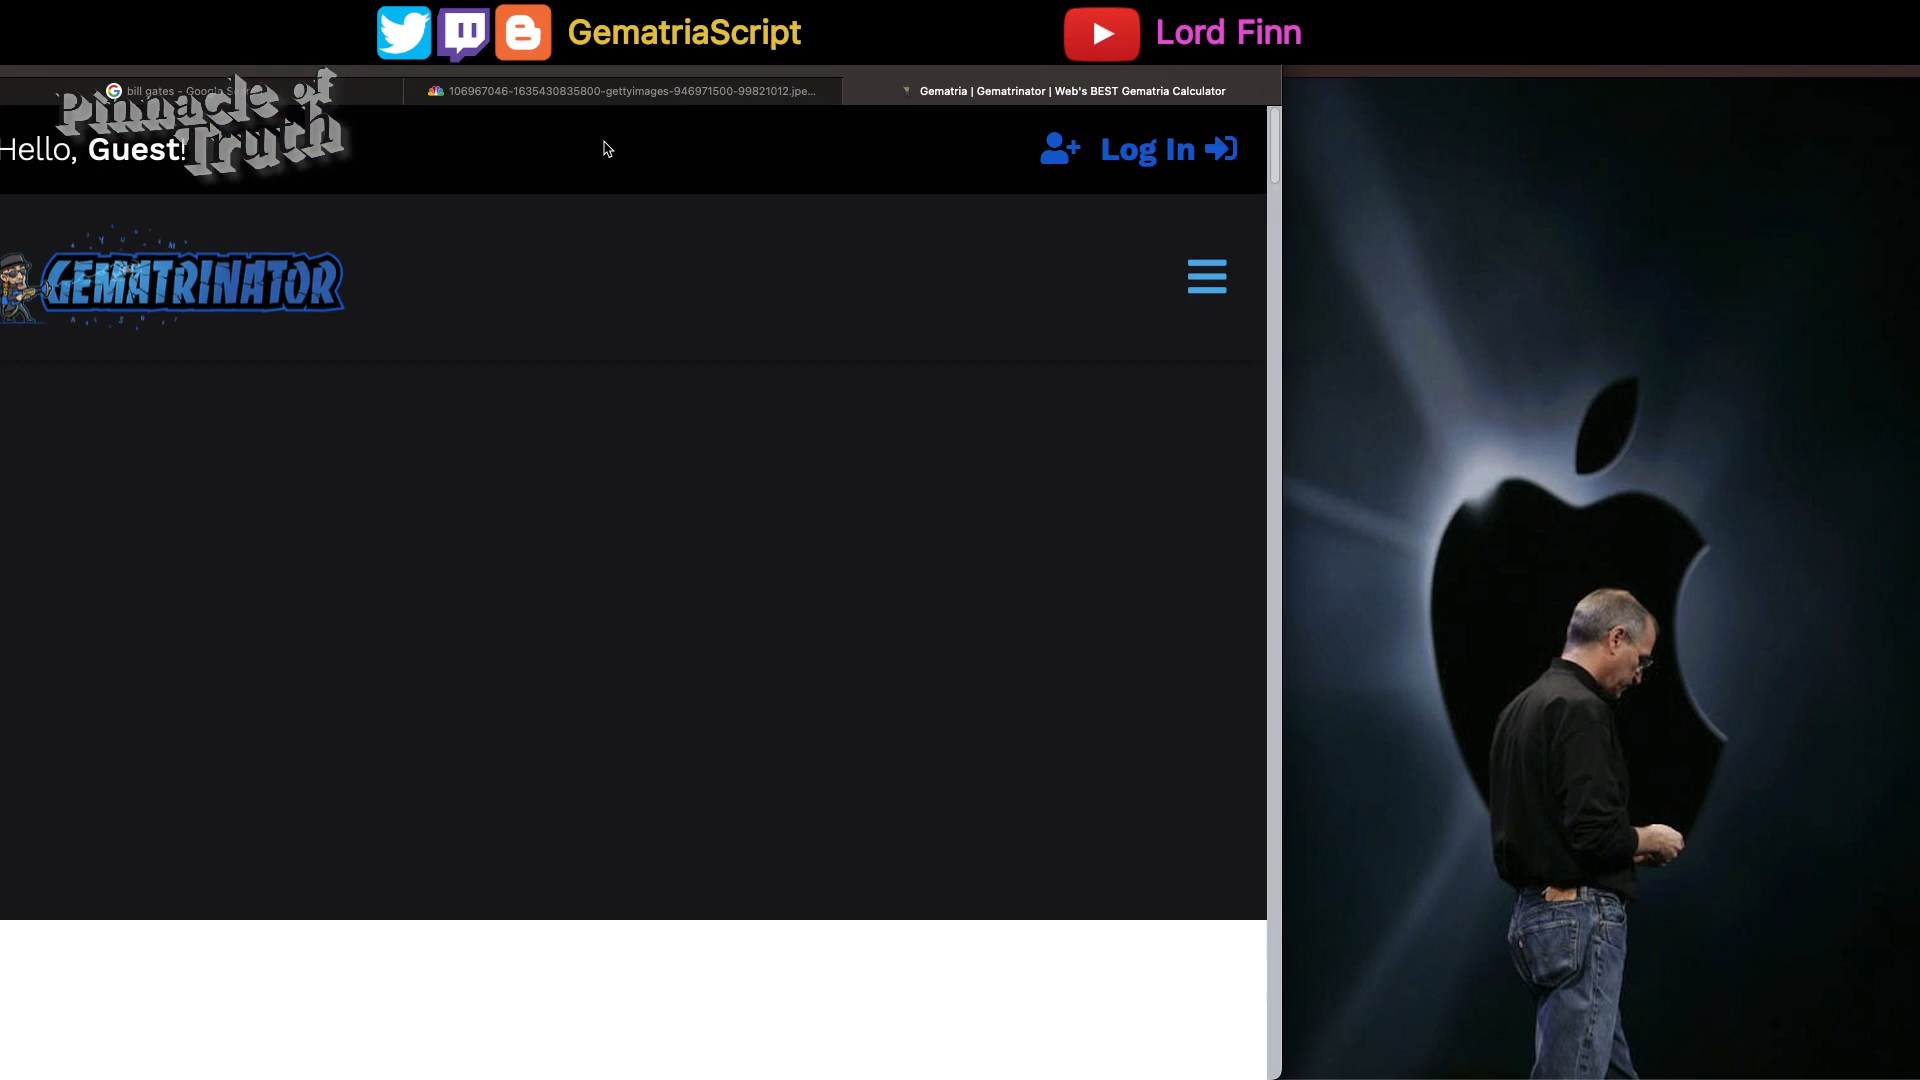 GematriaScript
Lord Finn
bill gates - Google Se
106967046-1635430835800-gettyimages-946971500-99821012.jpe...
Gematria | Gematrinator | Web's BEST Gematria Calculator
Pinnacle of
Truth
Hello, Guest!
Log In
GEMATRINATOR